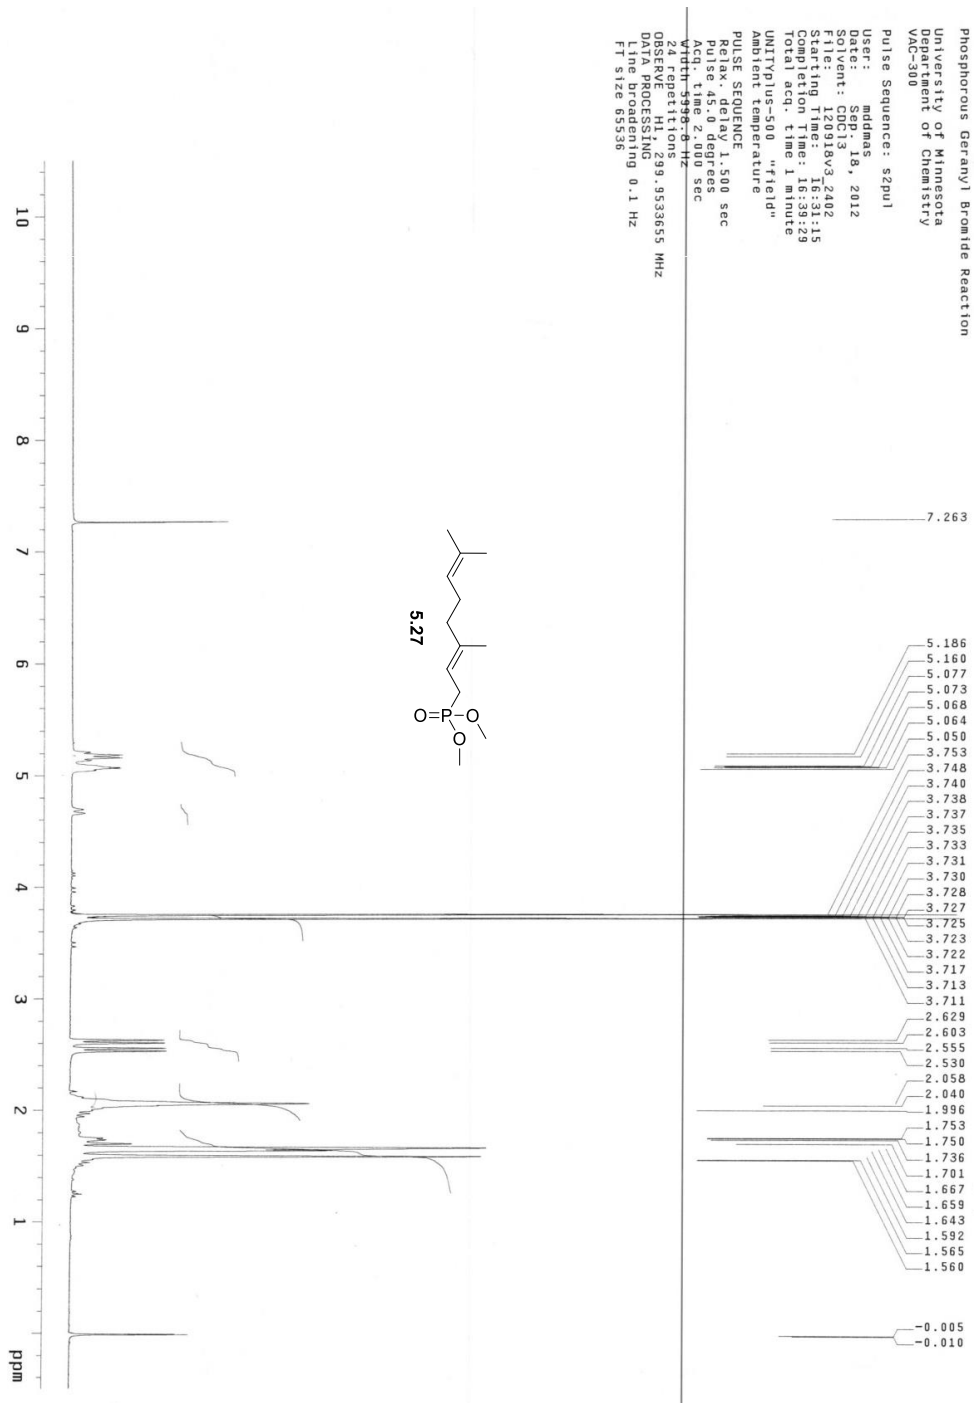 Phosphorous Geranyl Bromide Reaction
University of Minnesota
Department of Chemistry
VAC-300
Pulse Sequence: s2pul
User: mddmas
Date: Sep. 18, 2012
Solvent: CDCl3
File: 120918v3_2402
Starting Time: 16:31:15
Completion Time: 16:39:29
Total acq. time 1 minute
UNITYplus-500 "field"
Ambient temperature
PULSE SEQUENCE
Relax. delay 1.500 sec
Pulse 45.0 degrees
Acq. time 2.000 sec
Width 5998.8 Hz
24 repetitions
OBSERVE H1, 299.9533655 MHz
DATA PROCESSING
Line broadening 0.1 Hz
FT size 65536
7.263
5.186
5.160
5.077
5.073
5.068
5.064
5.050
3.753
3.748
3.740
3.738
3.737
3.735
3.733
3.731
3.730
3.728
3.727
3.725
3.723
3.722
3.717
3.713
3.711
2.629
2.603
2.555
2.530
2.058
2.040
1.996
1.753
1.750
1.736
1.701
1.667
1.659
1.643
1.592
1.565
1.560
-0.005
-0.010
O=P-O
O
5.27
10 9 8 7 6 5 4 3 2 1 ppm